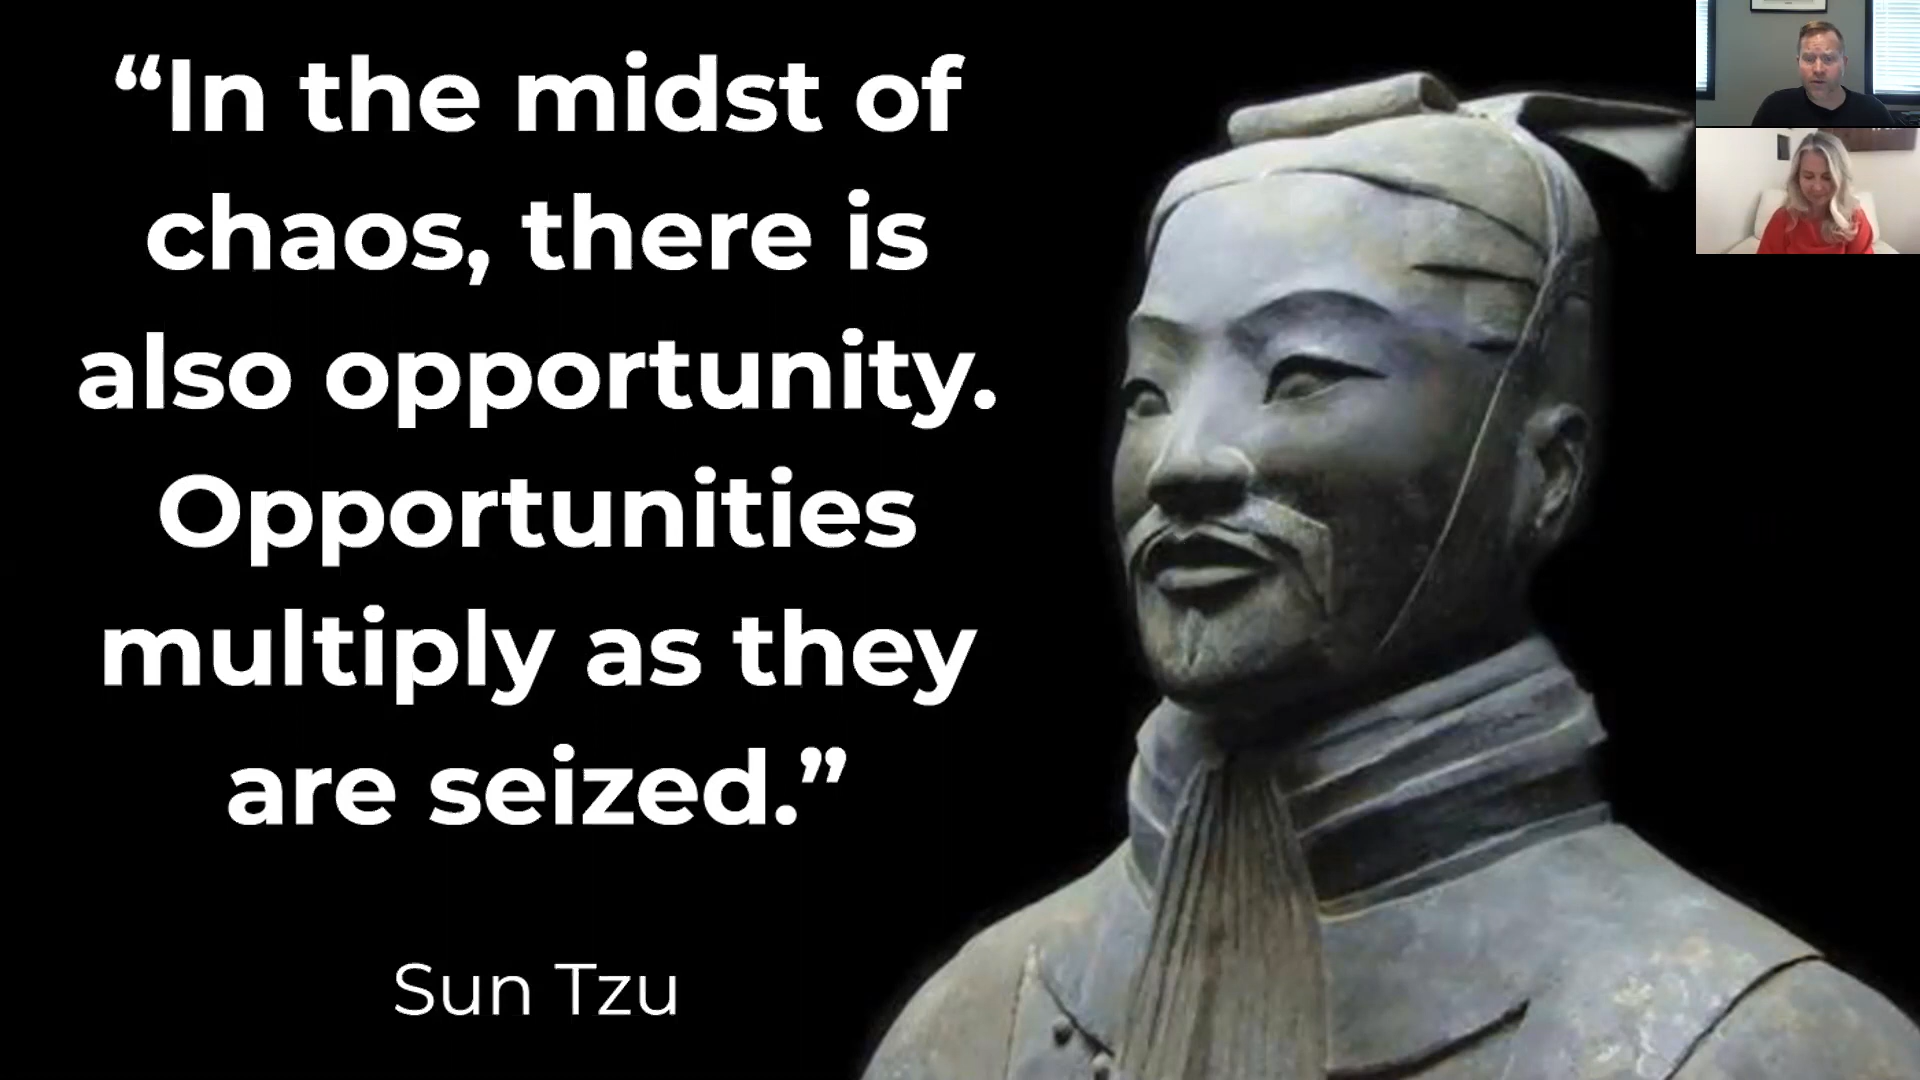 “In the midst of
chaos, there is
also opportunity.
Opportunities
multiply as they
are seized.”
Sun Tzu